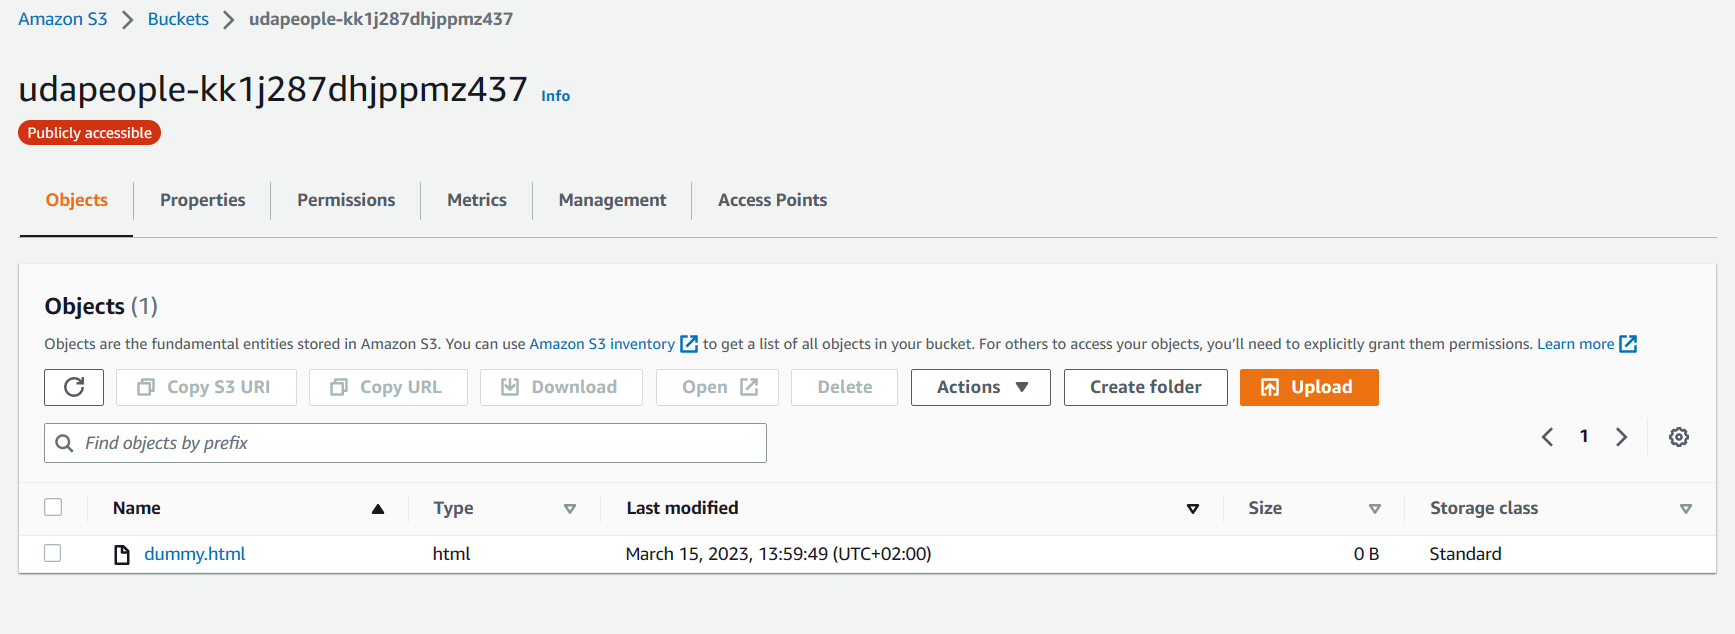 Amazon S3 > Buckets > udapeople-kk1j287dhjppmz437
udapeople-kk1j287dhjppmz437 Info
Publicly accessible
Objects Properties Permissions Metrics Management Access Points
Objects (1)
Objects are the fundamental entities stored in Amazon S3. You can use Amazon S3 inventory to get a list of all objects in your bucket. For others to access your objects, you'll need to explicitly grant them permissions. Learn more
Copy S3 URI Copy URL Download Open Delete Actions Create folder Upload
Find objects by prefix 1
Name Type Last modified Size Storage class
dummy.html html March 15, 2023, 13:59:49 (UTC+02:00) 0 B Standard